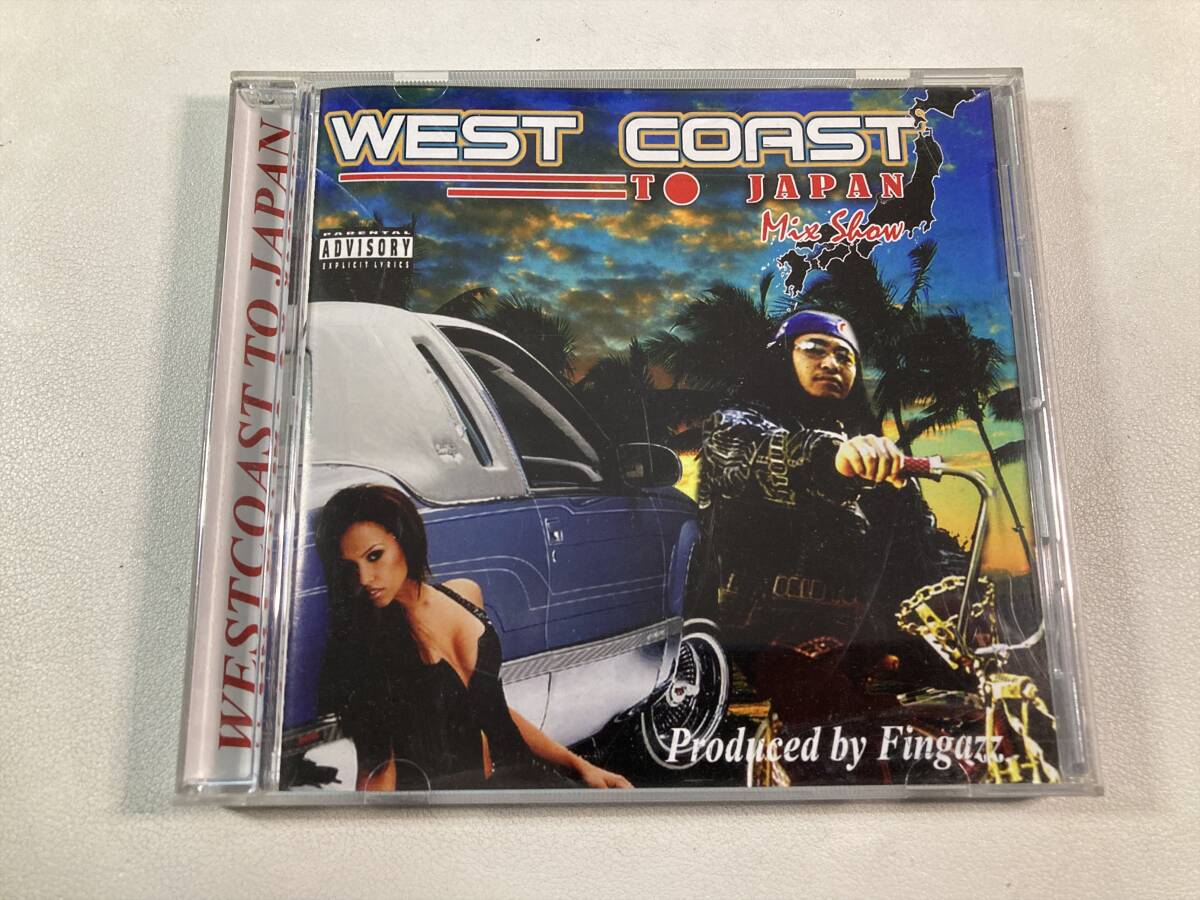 WEST COAST
TO JAPAN
Mix Show
PARENTAL
ADVISORY
EXPLICIT LYRICS
WESTCOAST TO JAPAN
Produced by Fingazz